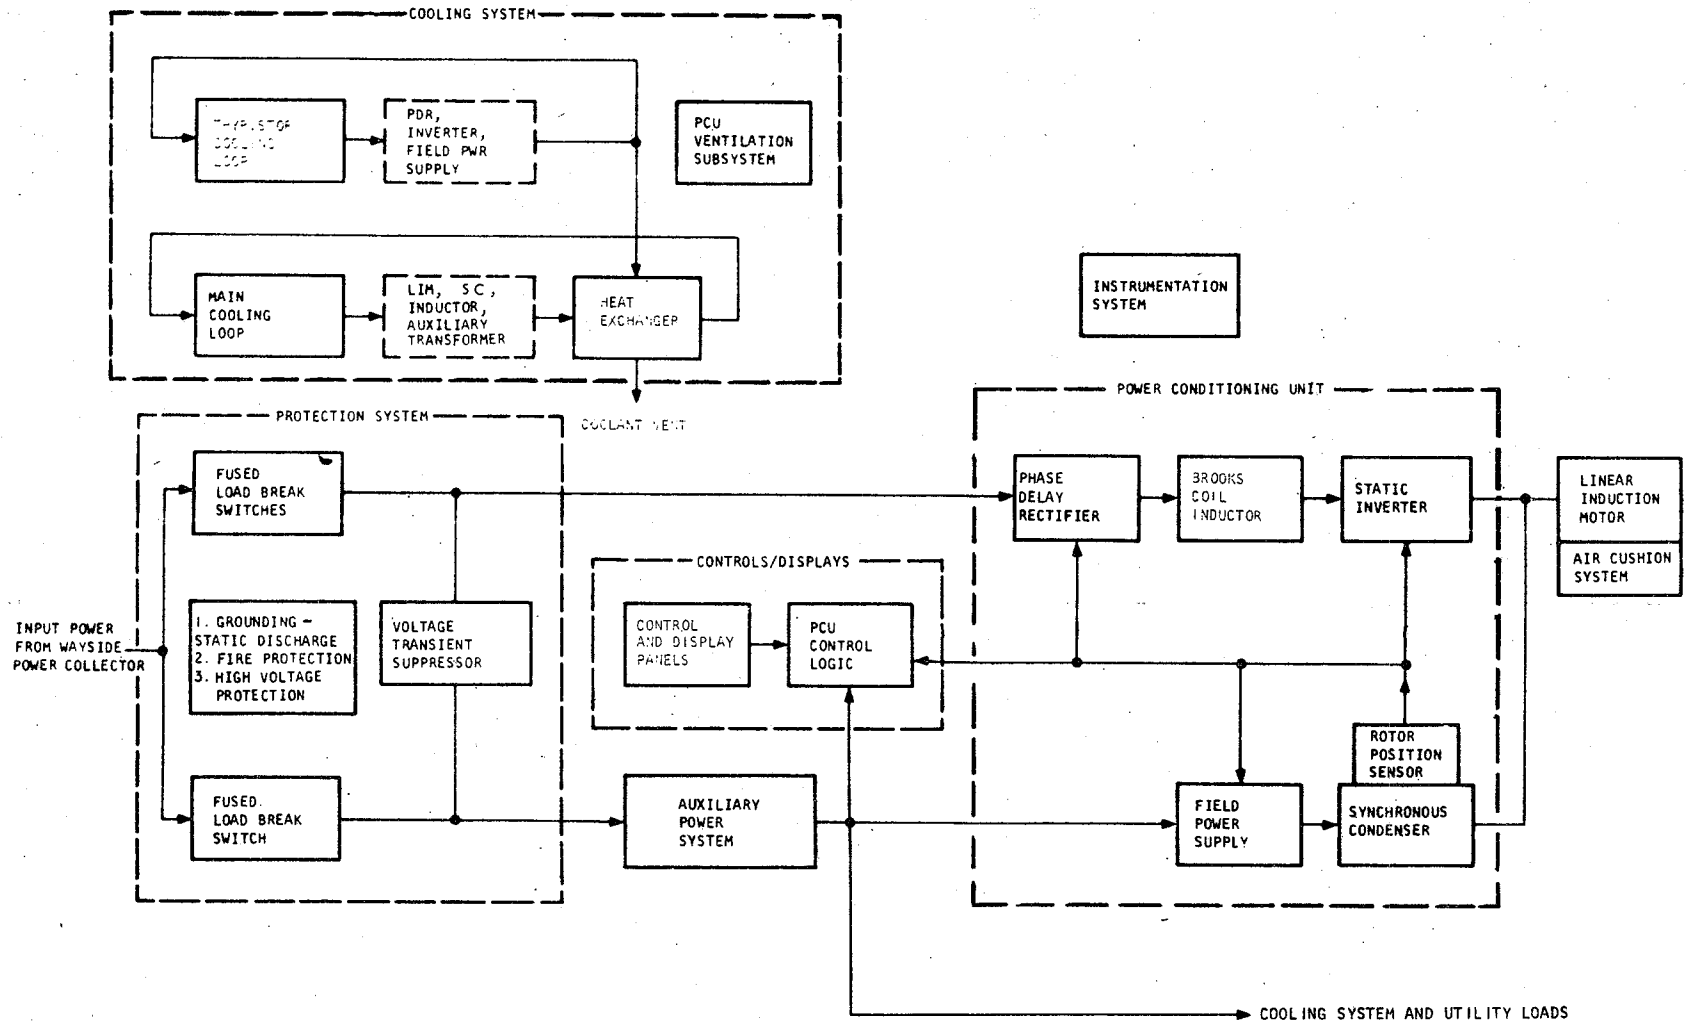 COOLING SYSTEM
THYRISTOR
COOLING
LOOP
PDR,
INVERTER,
FIELD PWR
SUPPLY
PCU
VENTILATION
SUBSYSTEM
MAIN
COOLING
LOOP
LIM, SC,
INDUCTOR,
AUXILIARY
TRANSFORMER
HEAT
EXCHANGER
COOLANT VENT
INSTRUMENTATION
SYSTEM
PROTECTION SYSTEM
FUSED
LOAD BREAK
SWITCHES
INPUT POWER
FROM WAYSIDE
POWER COLLECTOR
1. GROUNDING -
STATIC DISCHARGE
2. FIRE PROTECTION
3. HIGH VOLTAGE
PROTECTION
VOLTAGE
TRANSIENT
SUPPRESSOR
FUSED
LOAD BREAK
SWITCH
CONTROLS/DISPLAYS
CONTROL
AND DISPLAY
PANELS
PCU
CONTROL
LOGIC
AUXILIARY
POWER
SYSTEM
POWER CONDITIONING UNIT
PHASE
DELAY
RECTIFIER
BROOKS
COIL
INDUCTOR
STATIC
INVERTER
LINEAR
INDUCTION
MOTOR
AIR CUSHION
SYSTEM
ROTOR
POSITION
SENSOR
FIELD
POWER
SUPPLY
SYNCHRONOUS
CONDENSER
COOLING SYSTEM AND UTILITY LOADS